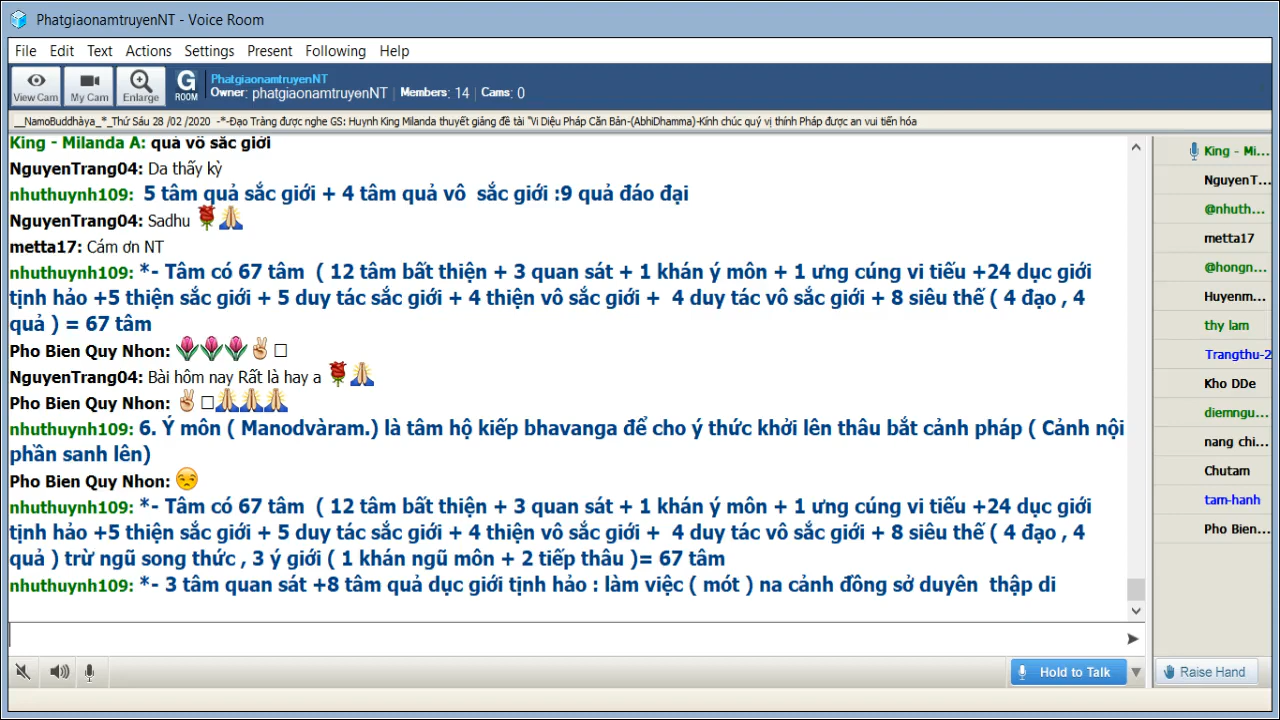 PhatgiaonamtruyenNT - Voice Room
File Edit Text Actions Settings Present Following Help
View Cam My Cam Enlarge G ROOM PhatgiaonamtruyenNT
Owner: phatgiaonamtruyenNT Members: 14 Cams: 0
__NamoBuddhàya_*_Thứ Sáu 28 /02 /2020 -*-Đạo Tràng được nghe GS: Huynh King Milanda thuyết giảng đề tài "Vi Diệu Pháp Căn Bản-(AbhiDhamma)-Kính chúc quý vị thính Pháp được an vui tiến hóa
King - Milanda A: quả vô sắc giới
NguyenTrang04: Da thấy kỳ
nhuthuynh109: 5 tâm quả sắc giới + 4 tâm quả vô sắc giới :9 quả đáo đại
NguyenTrang04: Sadhu 🌹🙏
metta17: Cám ơn NT
nhuthuynh109: *- Tâm có 67 tâm ( 12 tâm bất thiện + 3 quan sát + 1 khán ý môn + 1 ưng cúng vi tiếu +24 dục giới
tịnh hảo +5 thiện sắc giới + 5 duy tác sắc giới + 4 thiện vô sắc giới + 4 duy tác vô sắc giới + 8 siêu thế ( 4 đạo , 4
quả ) = 67 tâm
Pho Bien Quy Nhon: 🌷🌷🌷✌□
NguyenTrang04: Bài hôm nay Rất là hay a 🌹🙏
Pho Bien Quy Nhon: ✌□🙏🙏🙏
nhuthuynh109: 6. Ý môn ( Manodvàram.) là tâm hộ kiếp bhavanga để cho ý thức khởi lên thâu bắt cảnh pháp ( Cảnh nội
phần sanh lên)
Pho Bien Quy Nhon: 😒
nhuthuynh109: *- Tâm có 67 tâm ( 12 tâm bất thiện + 3 quan sát + 1 khán ý môn + 1 ưng cúng vi tiếu +24 dục giới
tịnh hảo +5 thiện sắc giới + 5 duy tác sắc giới + 4 thiện vô sắc giới + 4 duy tác vô sắc giới + 8 siêu thế ( 4 đạo , 4
quả ) trừ ngũ song thức , 3 ý giới ( 1 khán ngũ môn + 2 tiếp thâu )= 67 tâm
nhuthuynh109: *- 3 tâm quan sát +8 tâm quả dục giới tịnh hảo : làm việc ( mót ) na cảnh đồng sở duyên thập di
King - Mi...
NguyenT...
@nhuth...
metta17
@hongn...
Huyenm...
thy lam
Trangthu-2
Kho DDe
diemngu...
nang chi...
Chutam
tam-hanh
Pho Bien...
Hold to Talk
Raise Hand